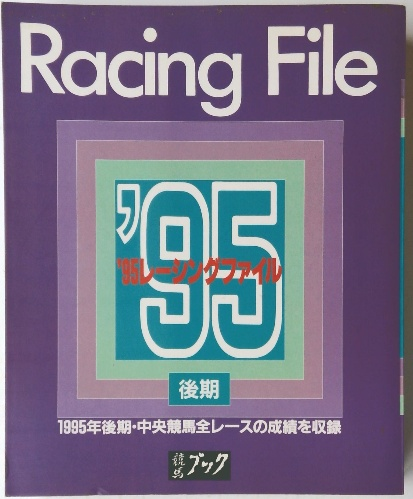 Racing File
'95
'95レーシングファイル
後期
1995年後期・中央競馬全レースの成績を収録
競馬ブック